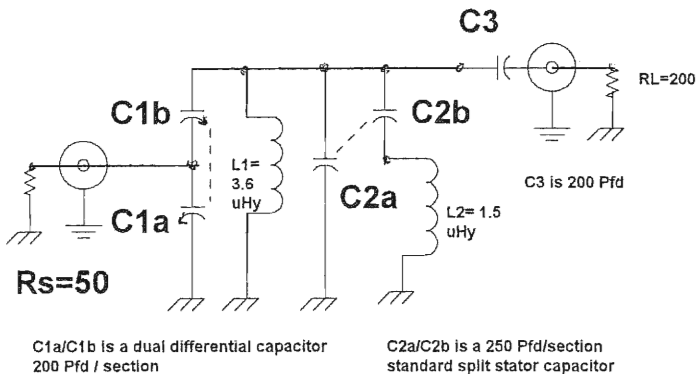 C3
RL=200
C1b
C2b
L1=
3.6
uHy
C3 is 200 Pfd
C2a
C1a
L2= 1.5
uHy
Rs=50
C1a/C1b is a dual differential capacitor
200 Pfd / section
C2a/C2b is a 250 Pfd/section
standard split stator capacitor